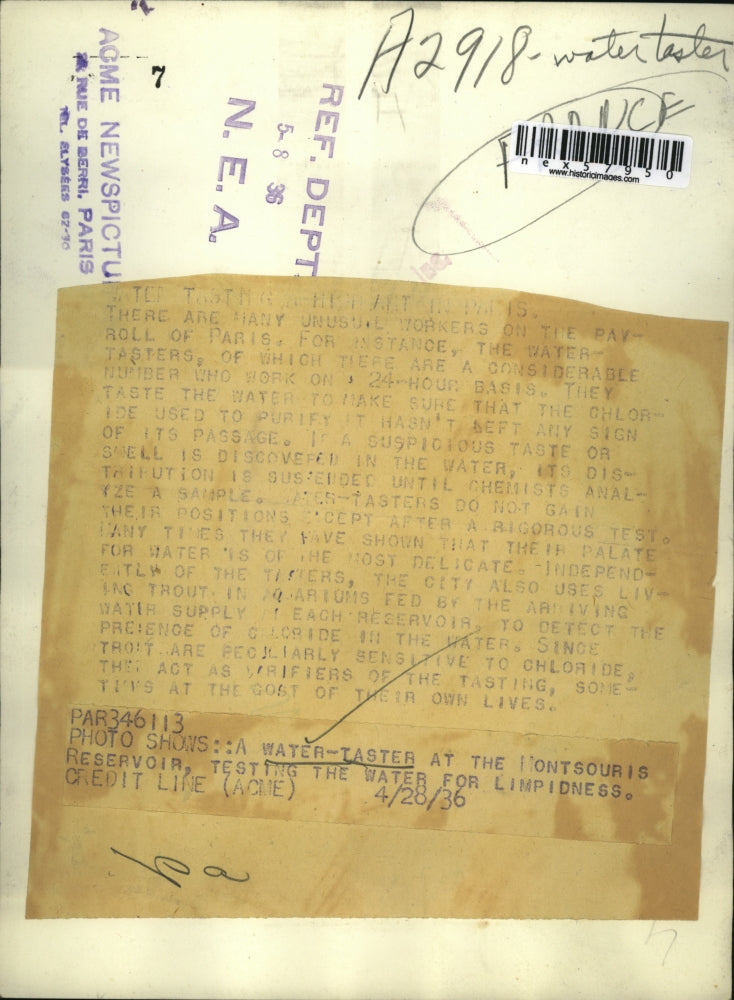 A2918-water taster
FRANCE
nex57950
www.historicimages.com
7
ACME NEWSPICTU
RUE DE BERRI, PARIS
TEL. ELYSEES 62-30
N. E. A.
5-8 36
REF. DEPT
WATER TASTING A HIGH ART IN PARIS.
THERE ARE MANY UNUSUAL WORKERS ON THE PAY-
ROLL OF PARIS. FOR INSTANCE, THE WATER-
TASTERS, OF WHICH THERE ARE A CONSIDERABLE
NUMBER WHO WORK ON A 24-HOUR BASIS. THEY
TASTE THE WATER TO MAKE SURE THAT THE CHLOR-
IDE USED TO PURIFY IT HASN'T LEFT ANY SIGN
OF ITS PASSAGE. IF A SUSPICIOUS TASTE OR
SMELL IS DISCOVERED IN THE WATER, ITS DIS-
TRIBUTION IS SUSPENDED UNTIL CHEMISTS ANAL-
YZE A SAMPLE. WATER-TASTERS DO NOT GAIN
THEIR POSITIONS EXCEPT AFTER A RIGOROUS TEST.
MANY TIMES THEY HAVE SHOWN THAT THEIR PALATE
FOR WATER IS OF THE MOST DELICATE. INDEPEND-
ENTLY OF THE TASTERS, THE CITY ALSO USES LIV-
ING TROUT IN AQUARIUMS FED BY THE ARRIVING
WATER SUPPLY AT EACH RESERVOIR, TO DETECT THE
PRESENCE OF CHLORIDE IN THE WATER. SINCE
TROUT ARE PECULIARLY SENSITIVE TO CHLORIDE,
THEY ACT AS VERIFIERS OF THE TASTING, SOME-
TIMES AT THE COST OF THEIR OWN LIVES.
PAR346113
PHOTO SHOWS::A WATER-TASTER AT THE MONTSOURIS
RESERVOIR, TESTING THE WATER FOR LIMPIDNESS.
CREDIT LINE (ACME) 4/28/36